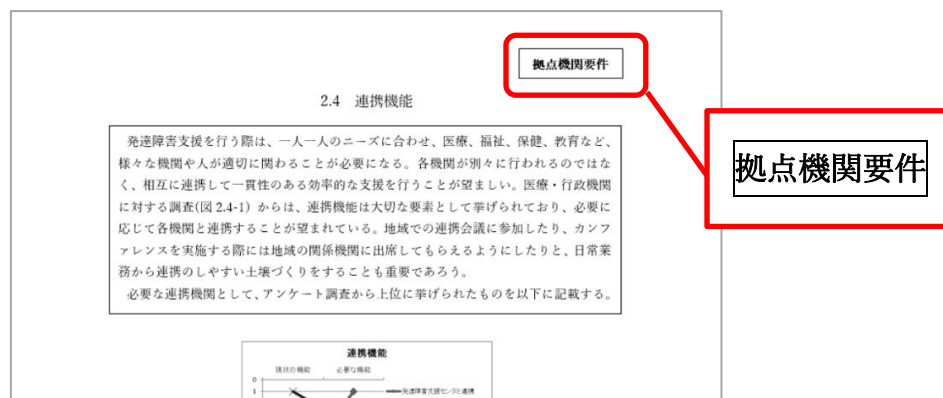 拠点機関要件
2.4 連携機能
発達障害支援を行う際は、一人一人のニーズに合わせ、医療、福祉、保健、教育など、
様々な機関や人が適切に関わることが必要になる。各機関が別々に行われるのではな
く、相互に連携して一貫性のある効率的な支援を行うことが望ましい。医療・行政機関
に対する調査(図 2.4-1) からは、連携機能は大切な要素として挙げられており、必要に
応じて各機関と連携することが望まれている。地域での連携会議に参加したり、カンフ
ァレンスを実施する際には地域の関係機関に出席してもらえるようにしたりと、日常業
務から連携のしやすい土壌づくりをすることも重要であろう。
必要な連携機関として、アンケート調査から上位に挙げられたものを以下に記載する。
連携機能
現状の機能 必要な機能
0
1
発達障害支援センタと連携
拠点機関要件